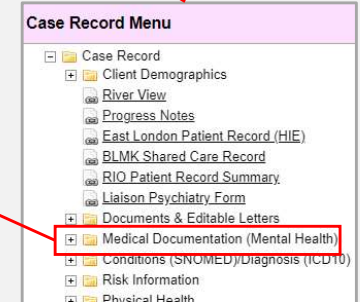 Case Record Menu
Case Record
Client Demographics
River View
Progress Notes
East London Patient Record (HIE)
BLMK Shared Care Record
RIO Patient Record Summary
Liaison Psychiatry Form
Documents & Editable Letters
Medical Documentation (Mental Health)
Conditions (SNOMED)/Diagnosis (ICD10)
Risk Information
Physical Health